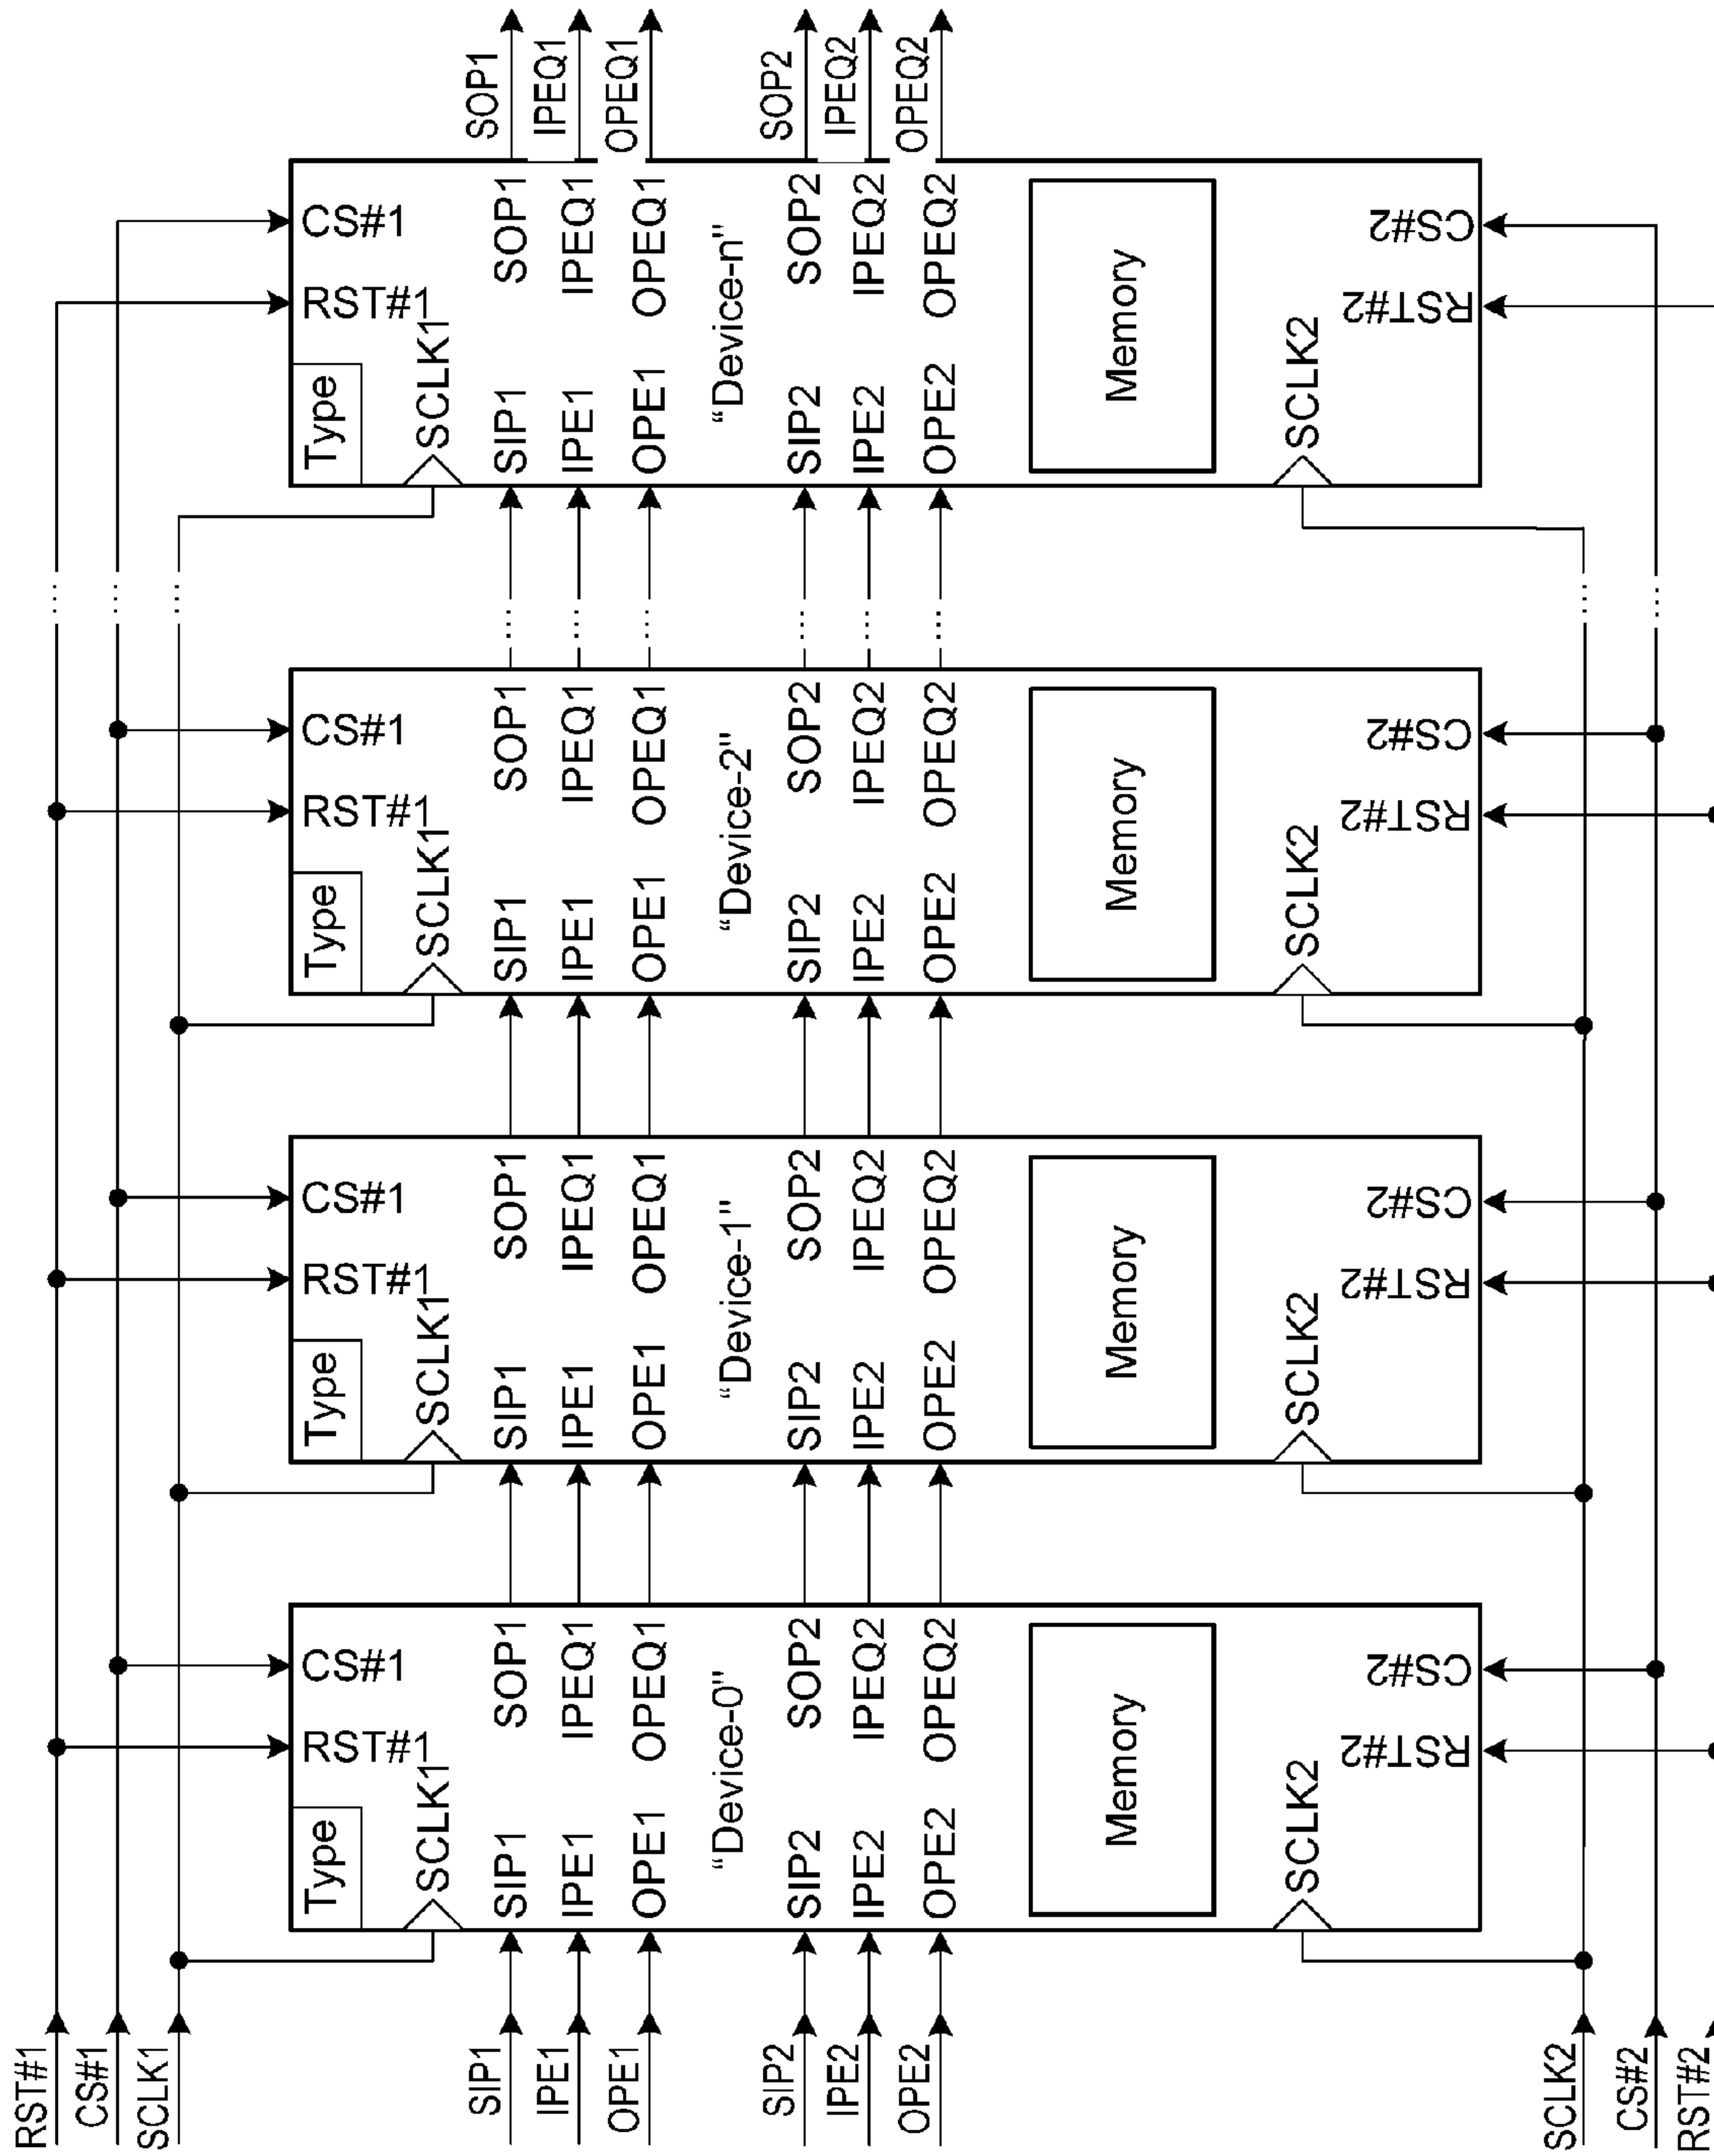 RST#1
CS#1
SCLK1
SIP1
IPE1
OPE1
SIP2
IPE2
OPE2
SCLK2
CS#2
RST#2
Type
RST#1
CS#1
SCLK1
SIP1 SOP1
IPE1 IPEQ1
OPE1 OPEQ1
“Device-0”
SIP2 SOP2
IPE2 IPEQ2
OPE2 OPEQ2
Memory
SCLK2
RST#2
CS#2
Type
RST#1
CS#1
SCLK1
SIP1 SOP1
IPE1 IPEQ1
OPE1 OPEQ1
“Device-1”
SIP2 SOP2
IPE2 IPEQ2
OPE2 OPEQ2
Memory
SCLK2
RST#2
CS#2
Type
RST#1
CS#1
SCLK1
SIP1 SOP1
IPE1 IPEQ1
OPE1 OPEQ1
“Device-2”
SIP2 SOP2
IPE2 IPEQ2
OPE2 OPEQ2
Memory
SCLK2
RST#2
CS#2
...
...
...
...
...
...
...
...
...
...
...
Type
RST#1
CS#1
SCLK1
SIP1 SOP1
IPE1 IPEQ1
OPE1 OPEQ1
“Device-n”
SIP2 SOP2
IPE2 IPEQ2
OPE2 OPEQ2
Memory
SCLK2
RST#2
CS#2
SOP1
IPEQ1
OPEQ1
SOP2
IPEQ2
OPEQ2